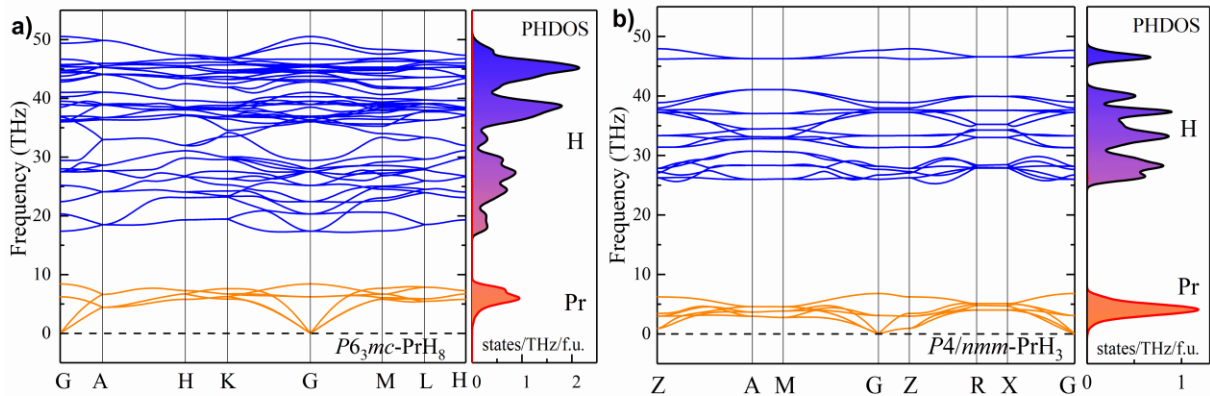 a)
PHDOS
50
40
30
20
10
0
Frequency (THz)
H
Pr
P6₃mc-PrH₈
states/THz/f.u.
G A H K G M L H
0 1 2
b)
PHDOS
50
40
30
20
10
0
Frequency (THz)
H
Pr
P4/nmm-PrH₃
states/THz/f.u.
Z A M G Z R X G
0 1